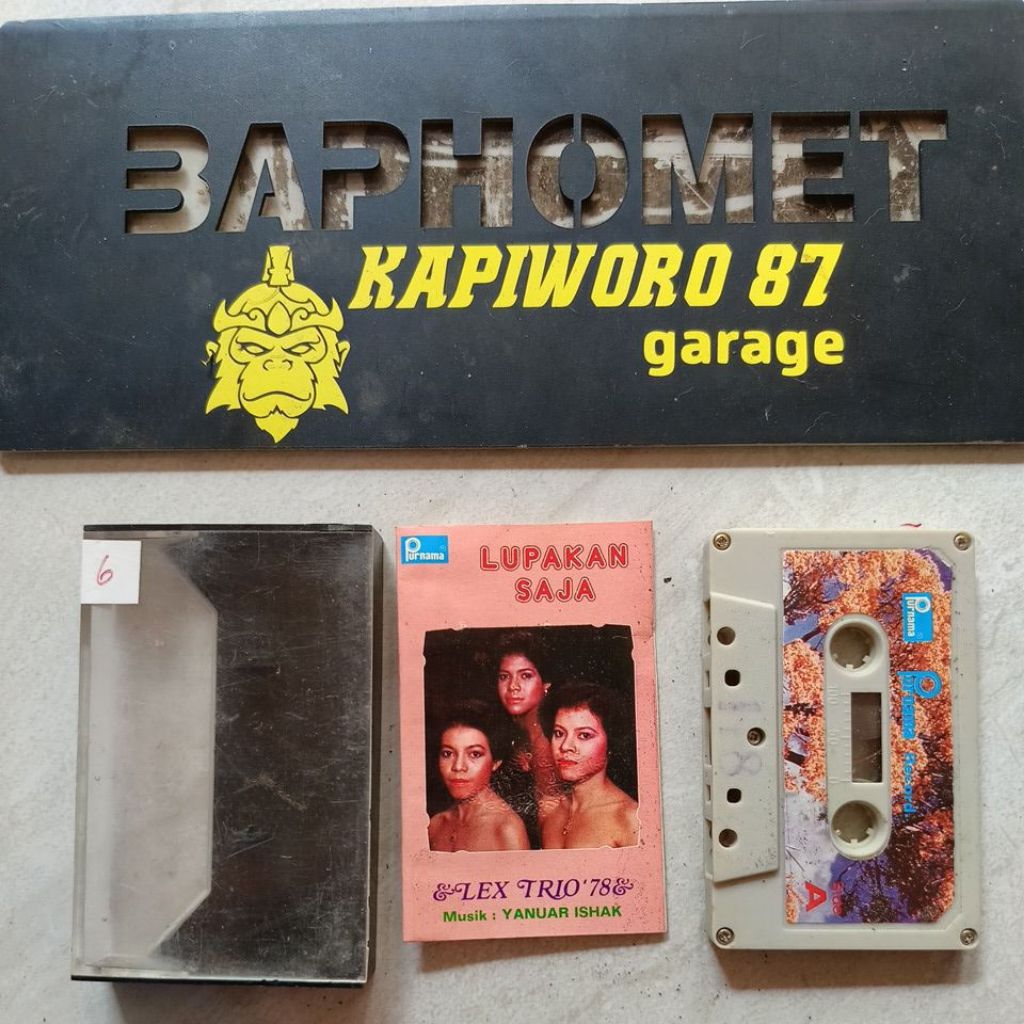 BAPHOMET
KAPIWORO 87
garage
6
Purnama
LUPAKAN
SAJA
LEX TRIO '78
Musik : YANUAR ISHAK
Purnama
Purnama Record.
A